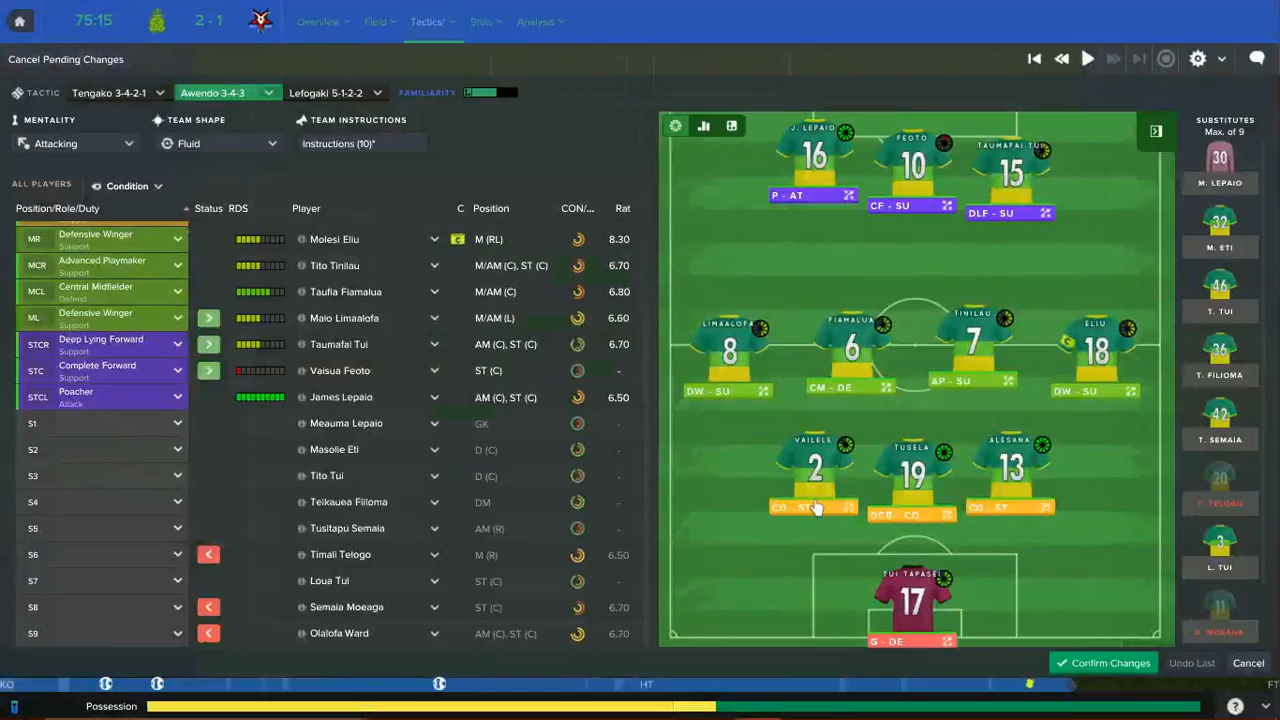 75:15 2 - 1 Overview Field Tactics* Stats Analysis
Cancel Pending Changes
TACTIC Tengako 3-4-2-1 Awendo 3-4-3 Lefogaki 5-1-2-2 FAMILIARITY
MENTALITY TEAM SHAPE TEAM INSTRUCTIONS
Attacking Fluid Instructions (10)*
ALL PLAYERS Condition
Position/Role/Duty Status RDS Player C Position CON/... Rat
MR Defensive Winger Support Molesi Eliu C M (RL) 8.30
MCR Advanced Playmaker Support Tito Tinilau M/AM (C), ST (C) 6.70
MCL Central Midfielder Defend Taufia Fiamalua M/AM (C) 6.80
ML Defensive Winger Support Maio Limaalofa M/AM (L) 6.60
STCR Deep Lying Forward Support Taumafai Tui AM (C), ST (C) 6.70
STC Complete Forward Support Vaisua Feoto ST (C) -
STCL Poacher Attack James Lepaio AM (C), ST (C) 6.50
S1 Meauma Lepaio GK -
S2 Masolie Eti D (C) -
S3 Tito Tui D (C) -
S4 Teikauea Filoma DM -
S5 Tusitapu Semaia AM (R) -
S6 Timali Telogo M (R) 6.50
S7 Loua Tui ST (C) -
S8 Semaia Moeaga ST (C) 6.70
S9 Olalofa Ward AM (C), ST (C) 6.70
J. LEPAIO FEOTO TAUMAFAI TUI
16 10 15
P - AT CF - SU DLF - SU
LIMAALOFA FIAMALUA TINILAU ELIU
8 6 7 C 18
DW - SU CM - DE AP - SU DW - SU
VAILELE TUSELA ALESANA
2 19 13
CD - ST DCB - CO CD - ST
17
G - DE
SUBSTITUTES
Max. of 9
30
M. LEPAIO
32
M. ETI
46
T. TUI
36
T. FILIOMA
42
T. SEMAIA
20
3
L. TUI
11
S. MOEAGA
Confirm Changes Undo Last Cancel
KO HT FT
Possession